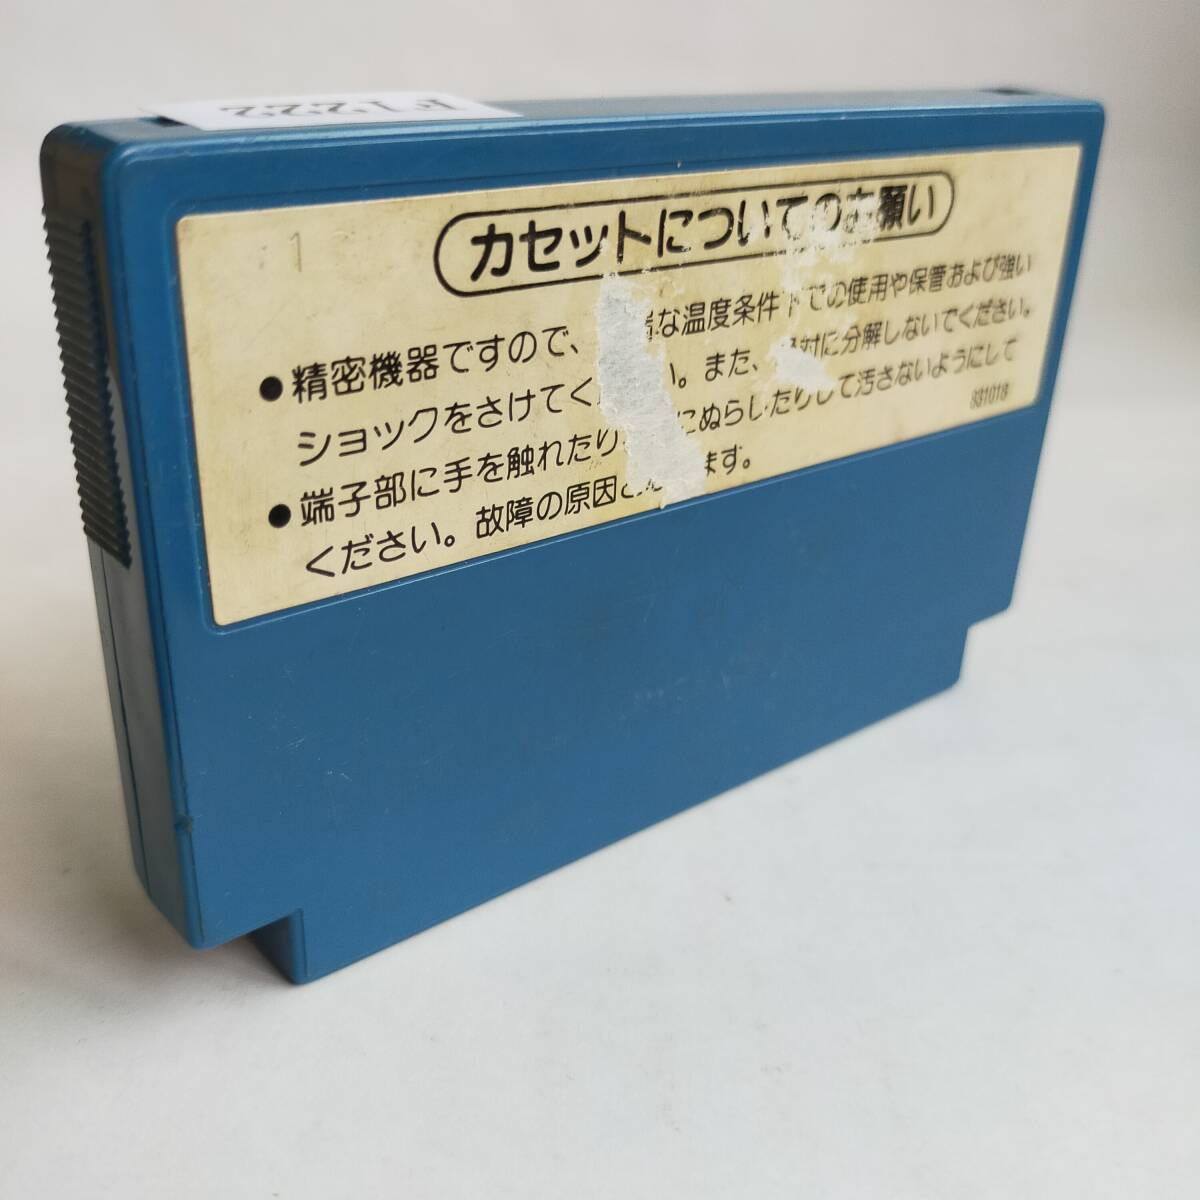 F1222
1
カセットについてのお願い
●精密機器ですので、 な温度条件下での使用や保管および強い
ショックをさけてく い。また、 対に分解しないでください。
●端子部に手を触れたり、 にぬらしたりして汚さないようにして
ください。故障の原因と ます。
831018